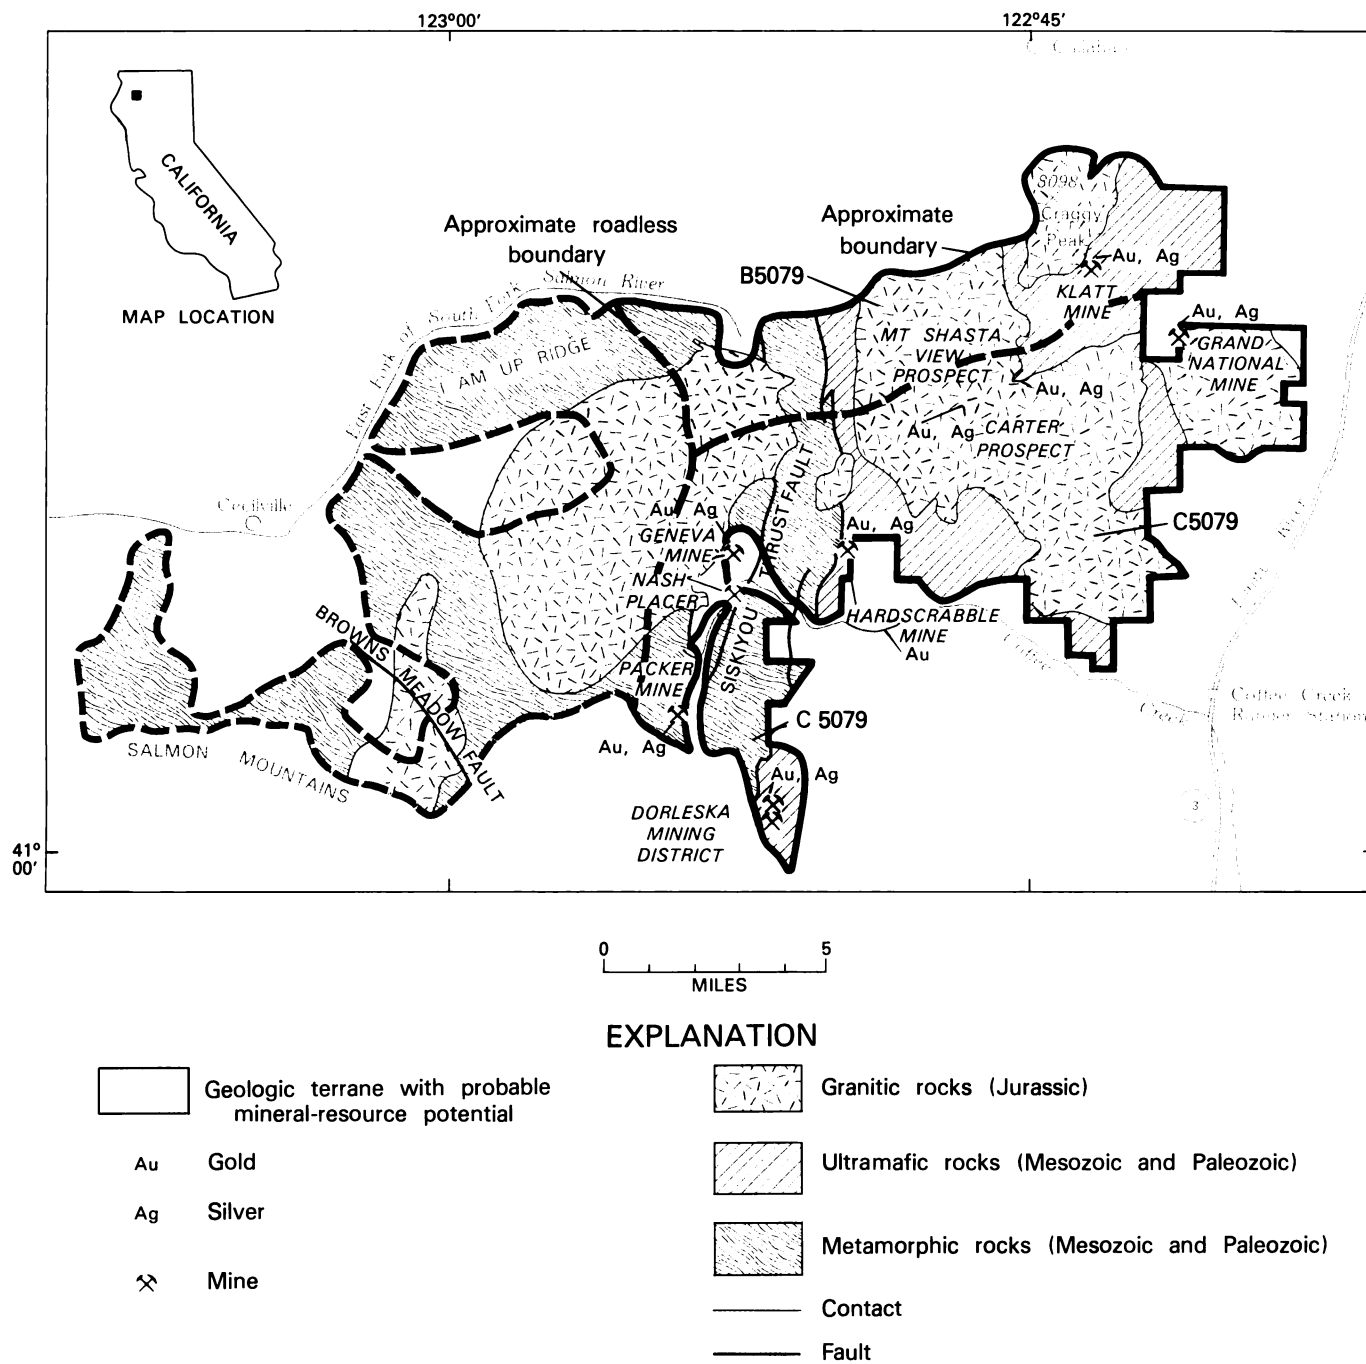 123°00'
122°45'
CALIFORNIA
MAP LOCATION
Approximate roadless
boundary
Approximate
boundary
B5079
8098
Craggy
Peak
Au, Ag
KLATT
MINE
Au, Ag
GRAND
NATIONAL
MINE
MT SHASTA
VIEW
PROSPECT
Au, Ag
Au, Ag
CARTER
PROSPECT
C5079
East Fork of South Fork Salmon River
I AM UP RIDGE
Cecilville
Au, Ag
GENEVA
MINE
NASH
PLACER
Au, Ag
HARDSCRABBLE
MINE
Au
SISKIYOU THRUST FAULT
PACKER
MINE
Au, Ag
C 5079
Au, Ag
DORLESKA
MINING
DISTRICT
BROWNS MEADOW FAULT
SALMON MOUNTAINS
Coffee Creek
Coffee Creek
Ranger Station
3
41°
00'
0 5
MILES
EXPLANATION
Geologic terrane with probable
mineral-resource potential
Au Gold
Ag Silver
Mine
Granitic rocks (Jurassic)
Ultramafic rocks (Mesozoic and Paleozoic)
Metamorphic rocks (Mesozoic and Paleozoic)
Contact
Fault